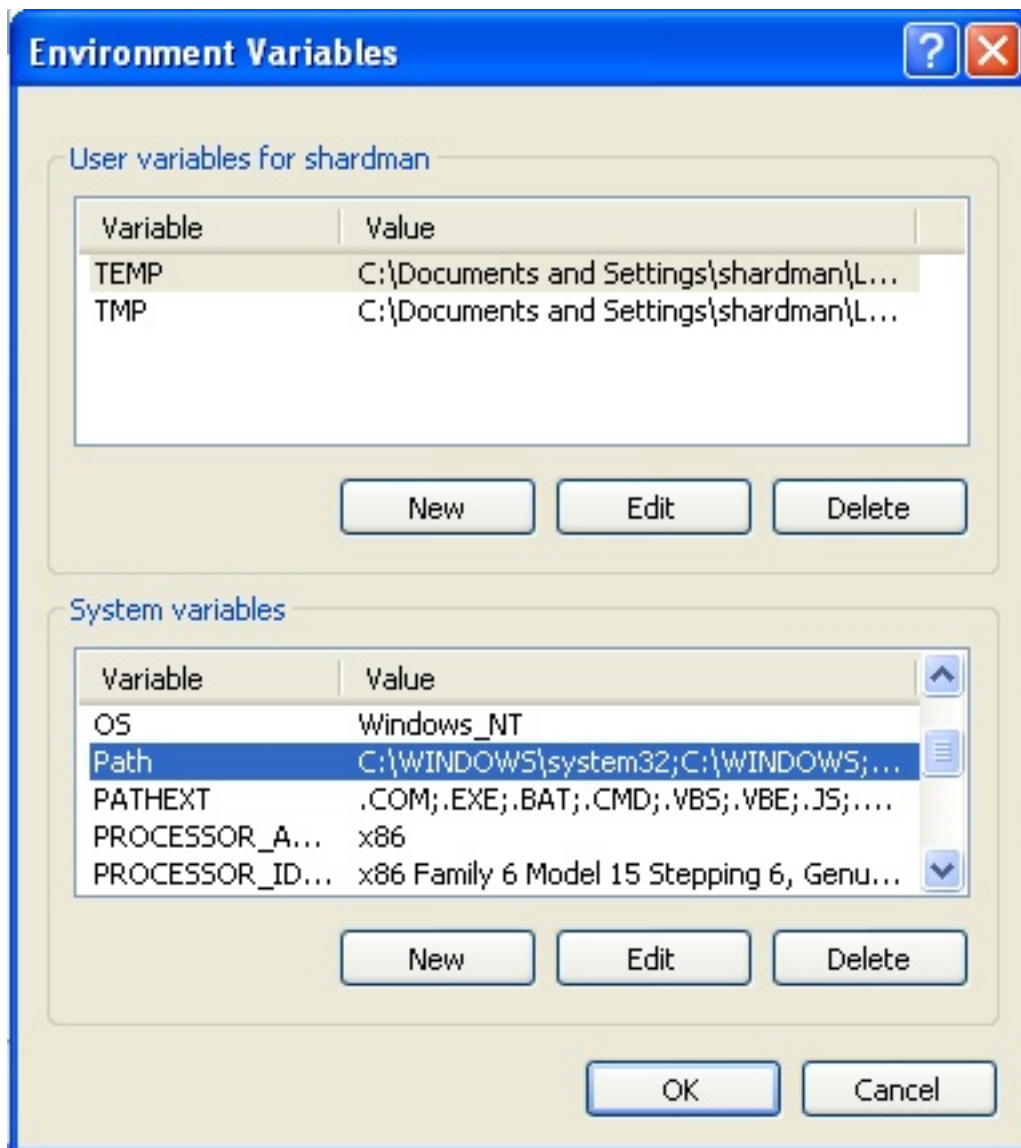 Environment Variables
User variables for shardman
Variable Value
TEMP C:\Documents and Settings\shardman\L...
TMP C:\Documents and Settings\shardman\L...
New Edit Delete
System variables
Variable Value
OS Windows_NT
Path C:\WINDOWS\system32;C:\WINDOWS;...
PATHEXT .COM;.EXE;.BAT;.CMD;.VBS;.VBE;.JS;....
PROCESSOR_A... x86
PROCESSOR_ID... x86 Family 6 Model 15 Stepping 6, Genu...
New Edit Delete
OK Cancel